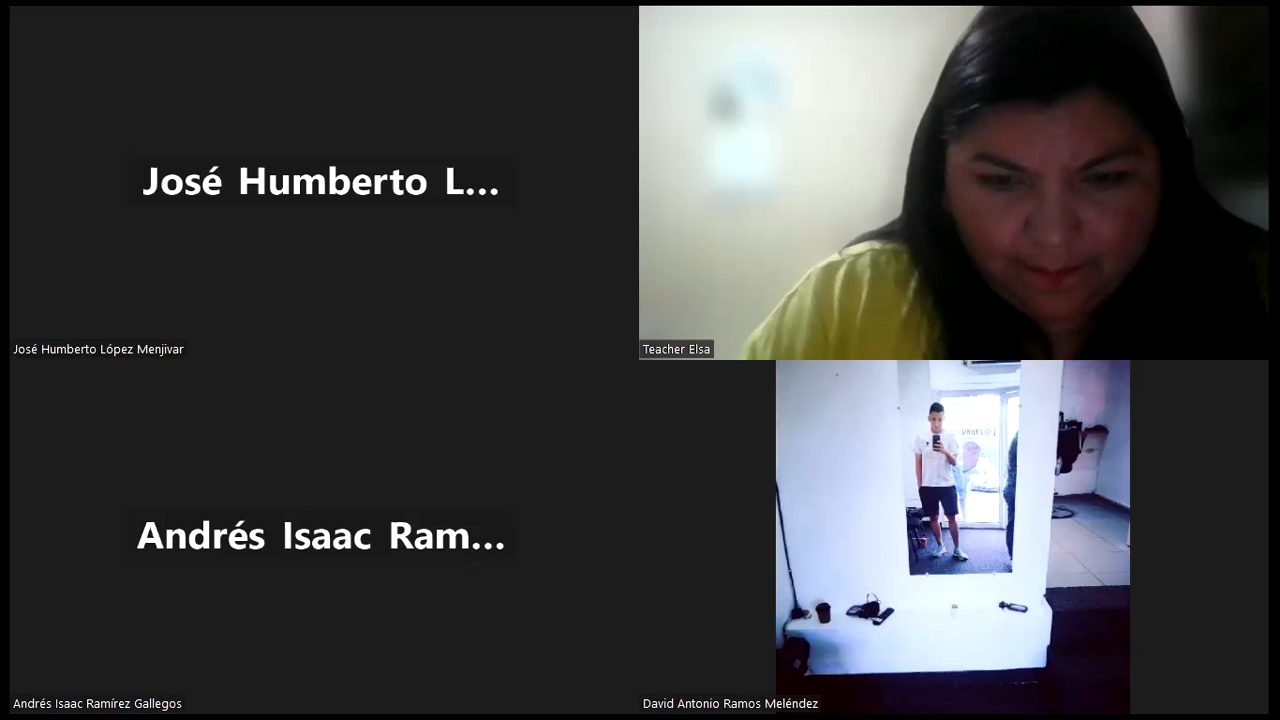 José Humberto L...
José Humberto López Menjivar
Teacher Elsa
Andrés Isaac Ram...
Andrés Isaac Ramírez Gallegos
David Antonio Ramos Meléndez